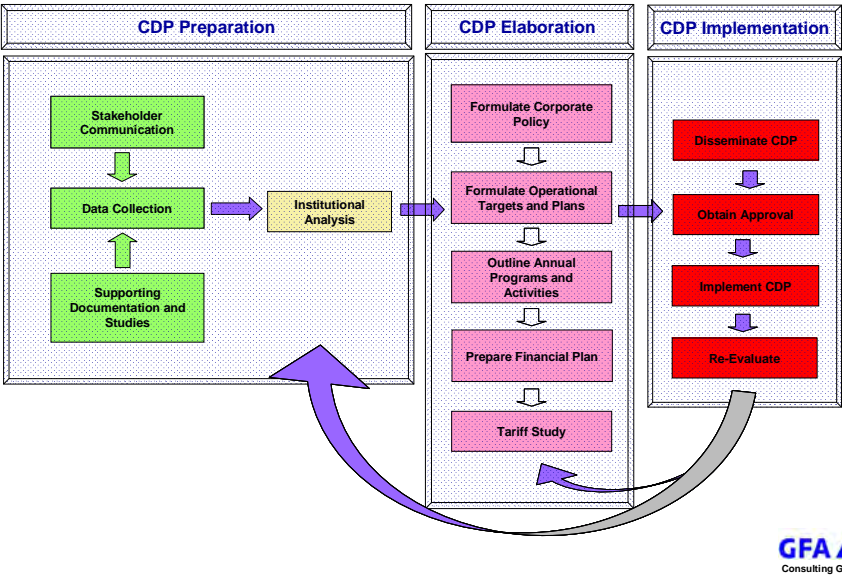 CDP Preparation
CDP Elaboration
CDP Implementation
Stakeholder
Communication
Data Collection
Supporting
Documentation and
Studies
Institutional
Analysis
Formulate Corporate
Policy
Formulate Operational
Targets and Plans
Outline Annual
Programs and
Activities
Prepare Financial Plan
Tariff Study
Disseminate CDP
Obtain Approval
Implement CDP
Re-Evaluate
GFA
Consulting G